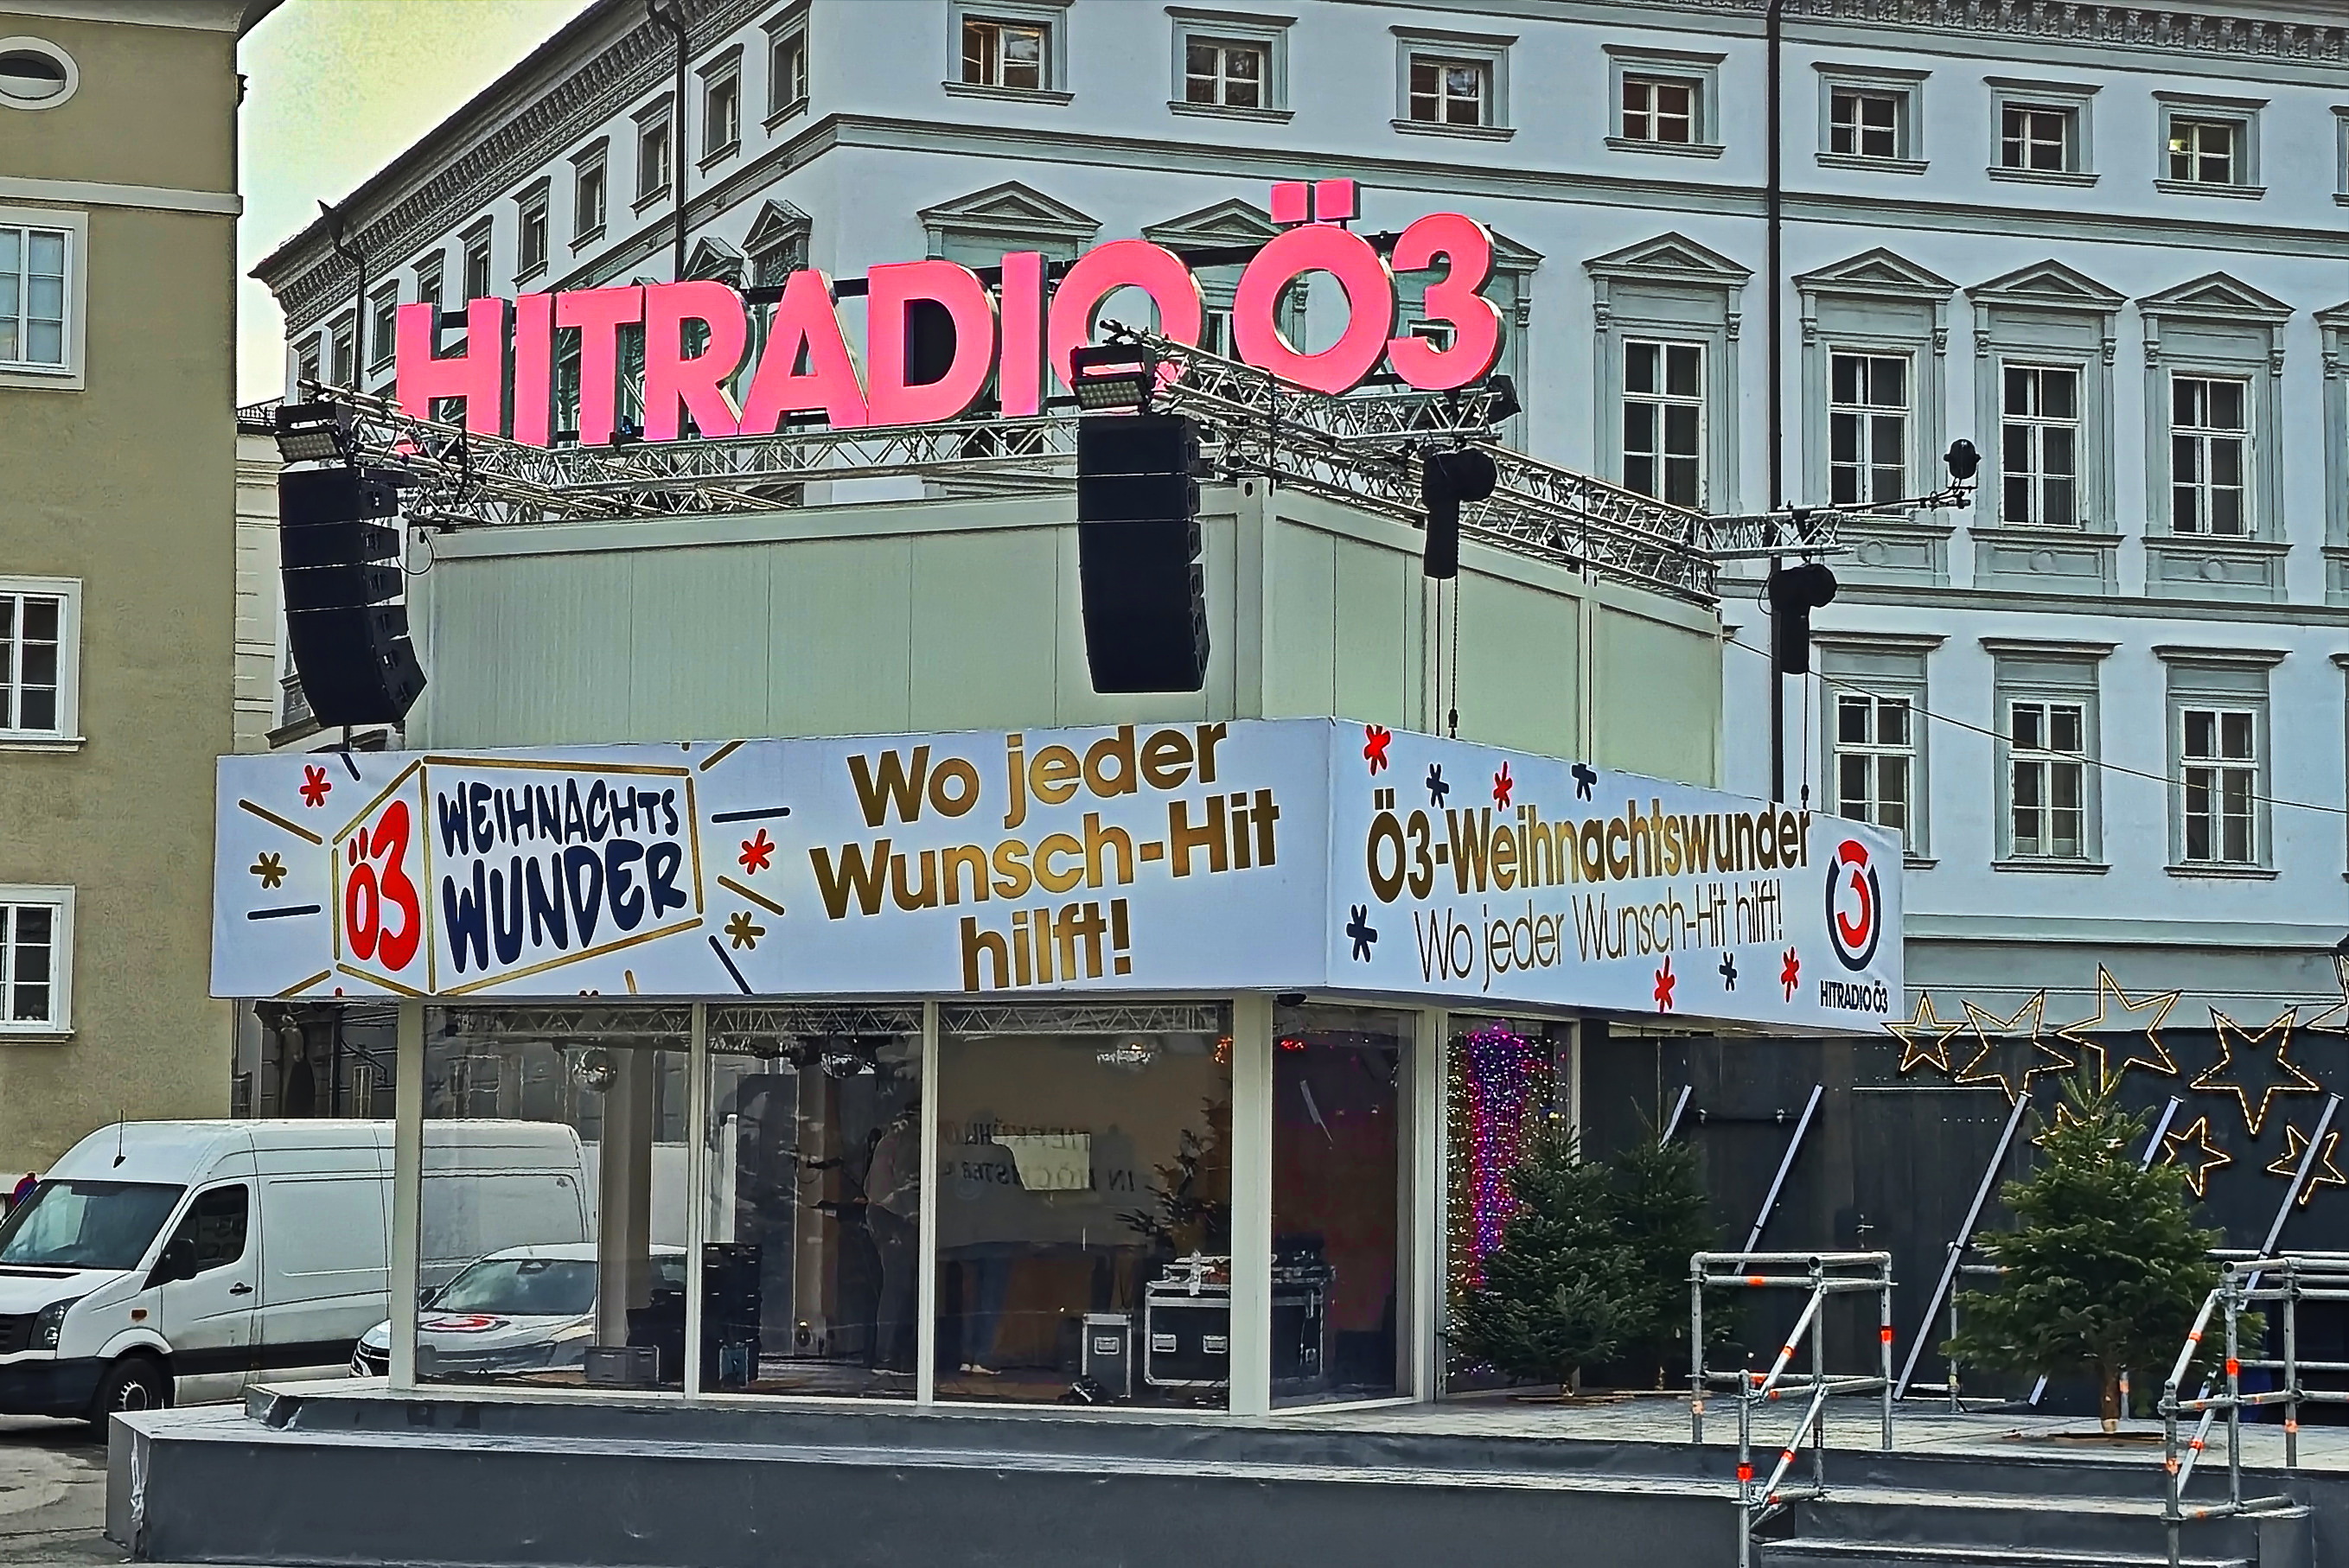 HITRADIO Ö3
Ö3
WEIHNACHTS
WUNDER
Wo jeder
Wunsch-Hit
hilft!
Ö3-Weihnachtswunder
Wo jeder Wunsch-Hit hilft!
HITRADIO Ö3